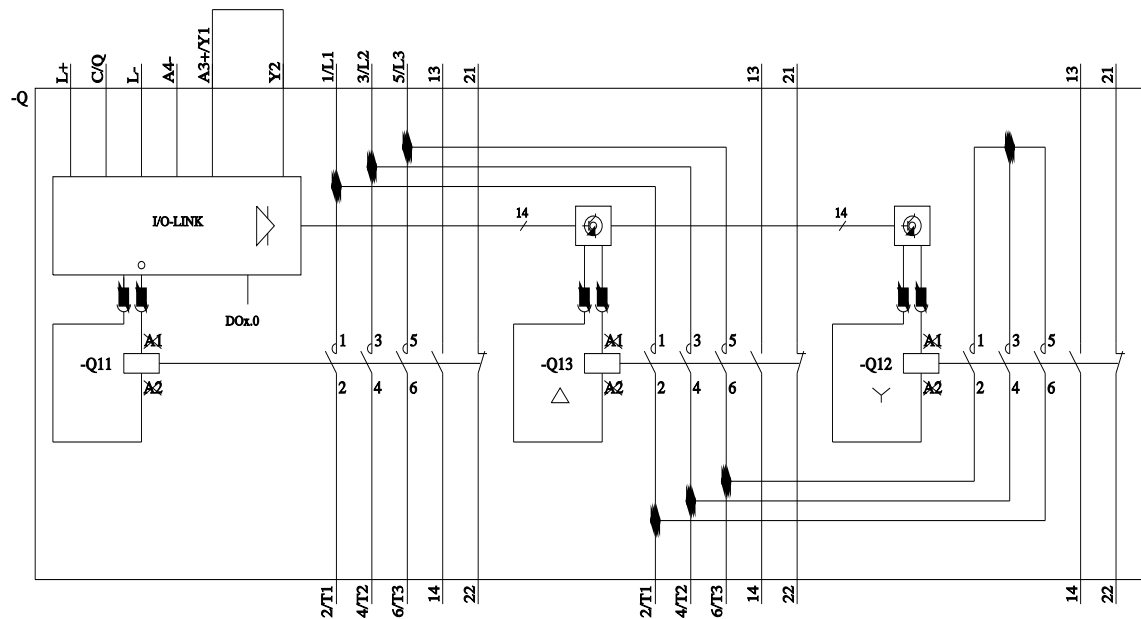 L+
C/Q
L-
A4-
A3+/Y1
Y2
1/L1
3/L2
5/L3
13
21
13
21
13
21
-Q
I/O-LINK
14
14
DOx.0
-Q11
A1
A2
1
3
5
2
4
6
-Q13
A1
A2
1
3
5
2
4
6
-Q12
A1
A2
1
3
5
2
4
6
2/T1
4/T2
6/T3
14
22
2/T1
4/T2
6/T3
14
22
14
22